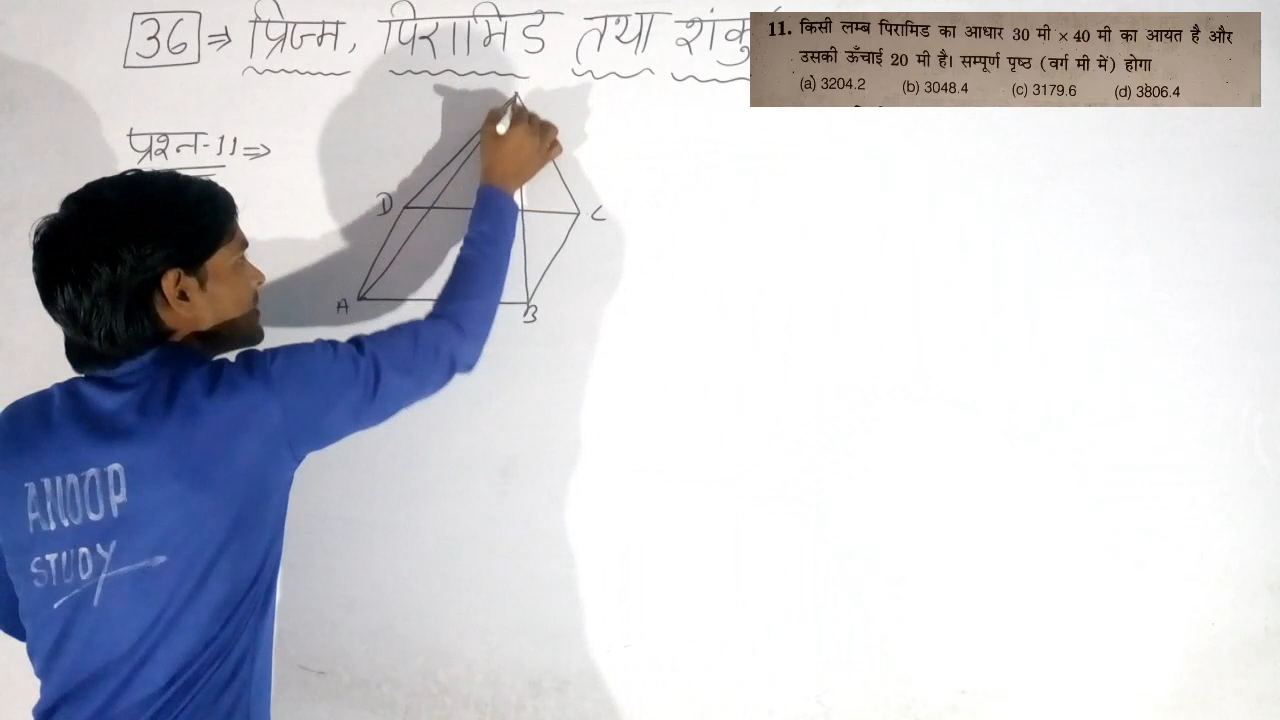 36 ⇒ प्रिज्म, पिरामिड तथा शंकु
11. किसी लम्ब पिरामिड का आधार 30 मी × 40 मी का आयत है और
उसकी ऊँचाई 20 मी है। सम्पूर्ण पृष्ठ (वर्ग मी में) होगा
(a) 3204.2 (b) 3048.4 (c) 3179.6 (d) 3806.4
प्रश्न-11 ⇒
D C
A B
ANOOP
STUDY